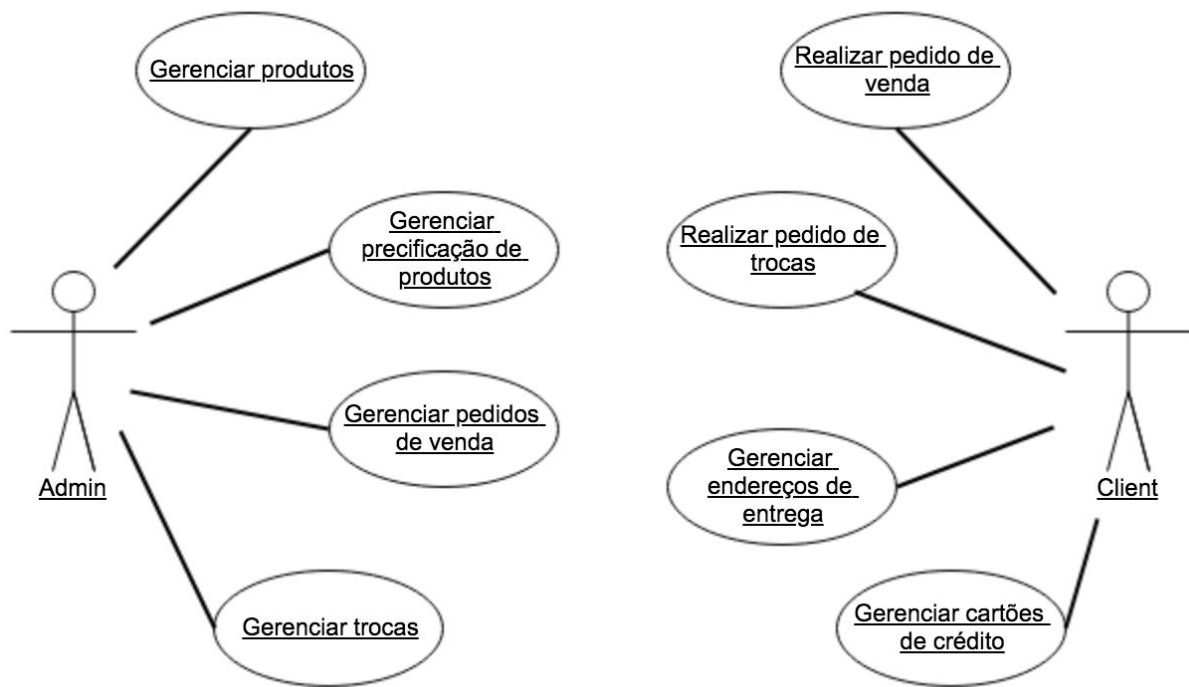 Gerenciar produtos
Realizar pedido de
venda
Gerenciar
precificação de
produtos
Realizar pedido de
trocas
Gerenciar pedidos
de venda
Gerenciar
endereços de
entrega
Admin
Client
Gerenciar trocas
Gerenciar cartões
de crédito